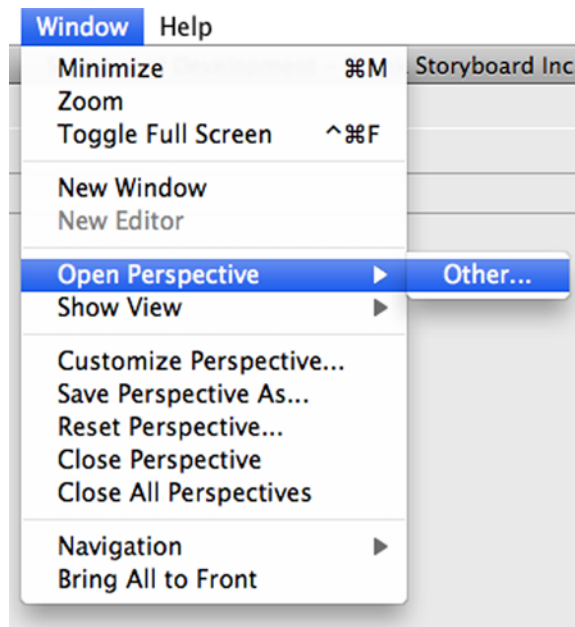 Window Help
Minimize ⌘M
Storyboard Inc
Zoom
Toggle Full Screen ^⌘F
New Window
New Editor
Open Perspective ▶ Other...
Show View ▶
Customize Perspective...
Save Perspective As...
Reset Perspective...
Close Perspective
Close All Perspectives
Navigation ▶
Bring All to Front